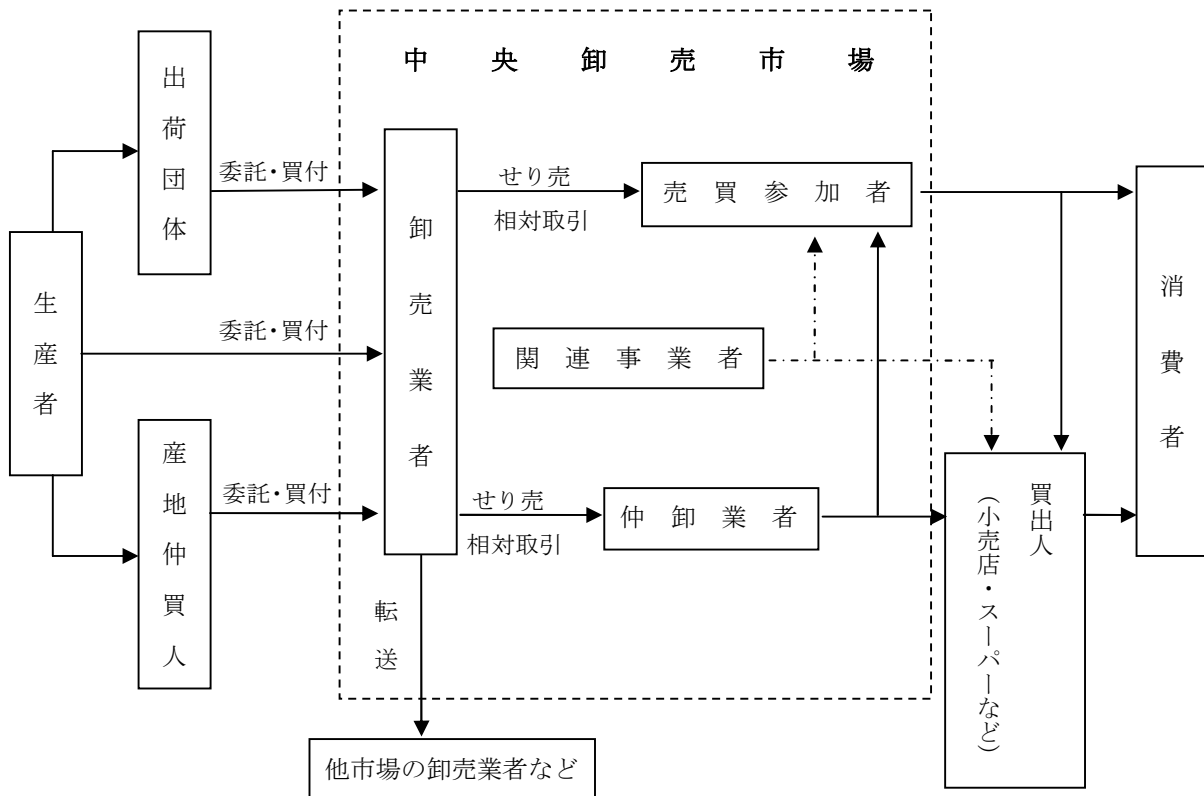 中央卸売市場
出荷団体
委託・買付
せり売
相対取引
売買参加者
卸売業者
生産者
委託・買付
関連事業者
消費者
産地仲買人
委託・買付
せり売
相対取引
仲卸業者
買出人
（小売店・スーパーなど）
転送
他市場の卸売業者など